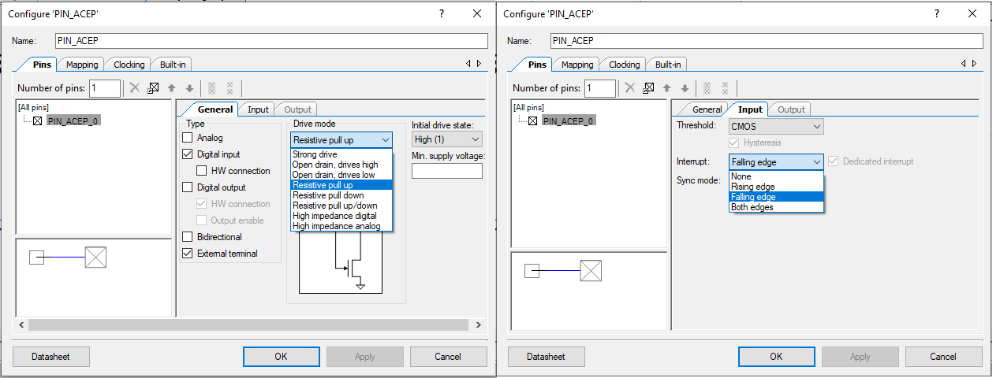 Configure 'PIN_ACEP'
?
Name: PIN_ACEP
Pins Mapping Clocking Built-in
Number of pins: 1
[All pins]
PIN_ACEP_0
General Input Output
Type
Analog
Digital input
HW connection
Digital output
HW connection
Output enable
Bidirectional
External terminal
Drive mode
Resistive pull up
Strong drive
Open drain, drives high
Open drain, drives low
Resistive pull up
Resistive pull down
Resistive pull up/down
High impedance digital
High impedance analog
Initial drive state:
High (1)
Min. supply voltage:
Datasheet OK Apply Cancel
Configure 'PIN_ACEP'
?
Name: PIN_ACEP
Pins Mapping Clocking Built-in
Number of pins: 1
[All pins]
PIN_ACEP_0
General Input Output
Threshold: CMOS
Hysteresis
Interrupt: Falling edge Dedicated interrupt
None
Rising edge
Falling edge
Both edges
Sync mode:
Datasheet OK Apply Cancel